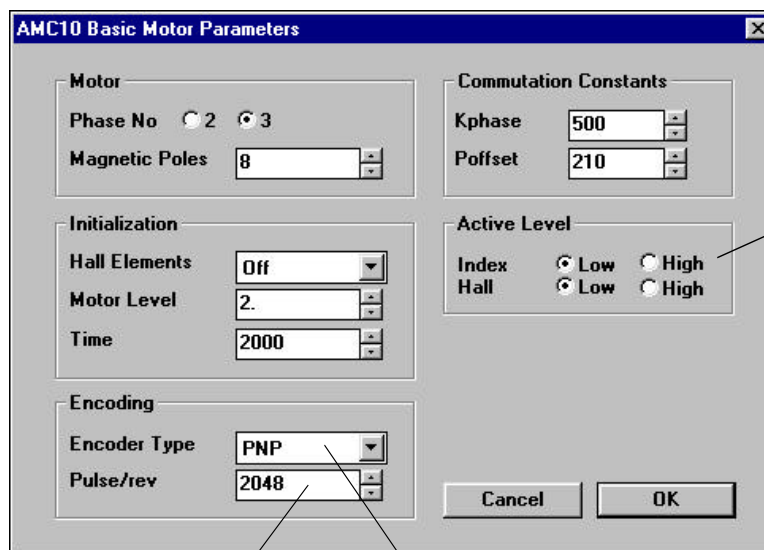 AMC10 Basic Motor Parameters
Motor
Phase No 2 3
Magnetic Poles 8
Initialization
Hall Elements Off
Motor Level 2.
Time 2000
Encoding
Encoder Type PNP
Pulse/rev 2048
Commutation Constants
Kphase 500
Poffset 210
Active Level
Index Low High
Hall Low High
Cancel OK